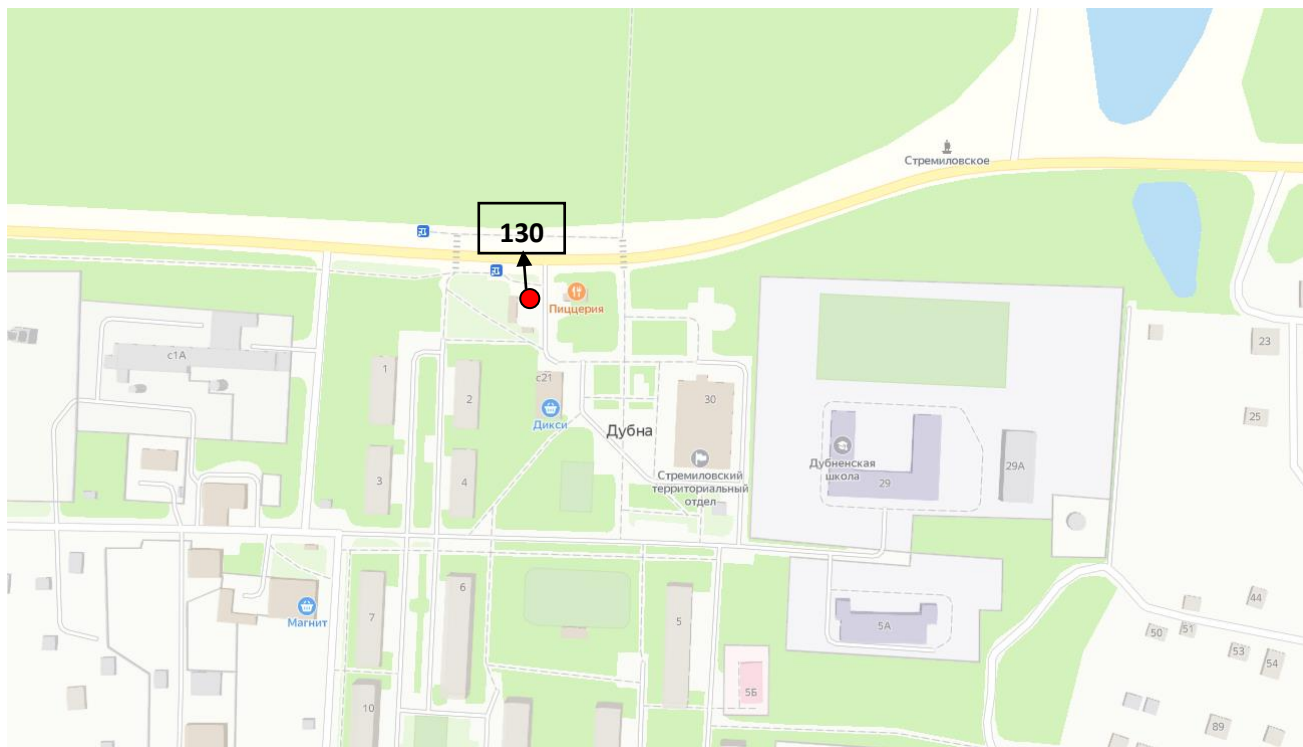 Стремиловское
130
Пиццерия
с1А
1
2
с21
30
23
25
Дикси
Дубна
3
4
Стремиловский
территориальный
отдел
Дубненская
школа
29
29А
6
7
5
Магнит
5А
44
50
51
53
54
5Б
10
89